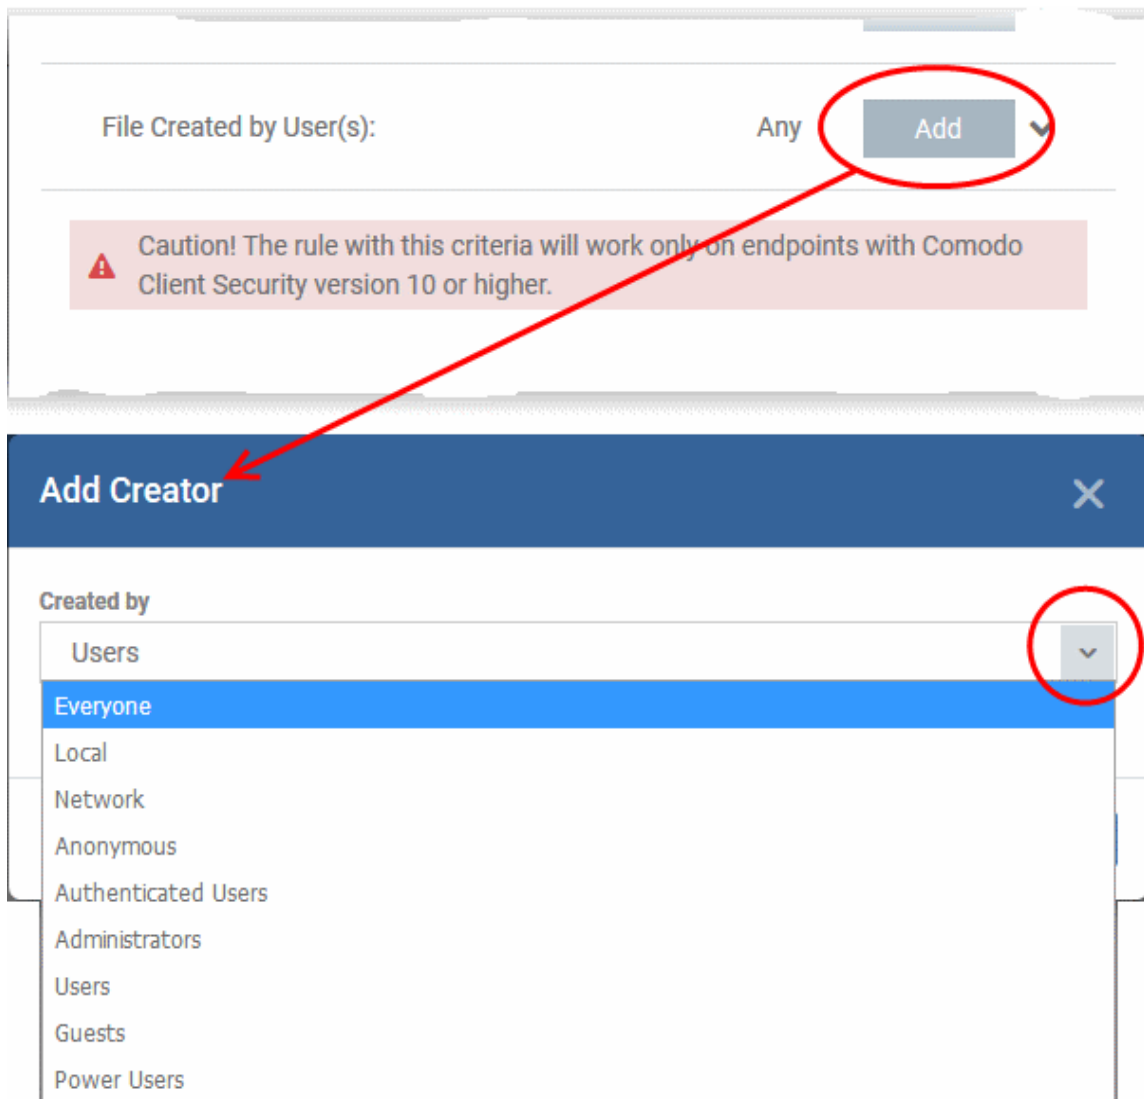 File Created by User(s): Any Add
Caution! The rule with this criteria will work only on endpoints with Comodo
Client Security version 10 or higher.
Add Creator
Created by
Users
Everyone
Local
Network
Anonymous
Authenticated Users
Administrators
Users
Guests
Power Users